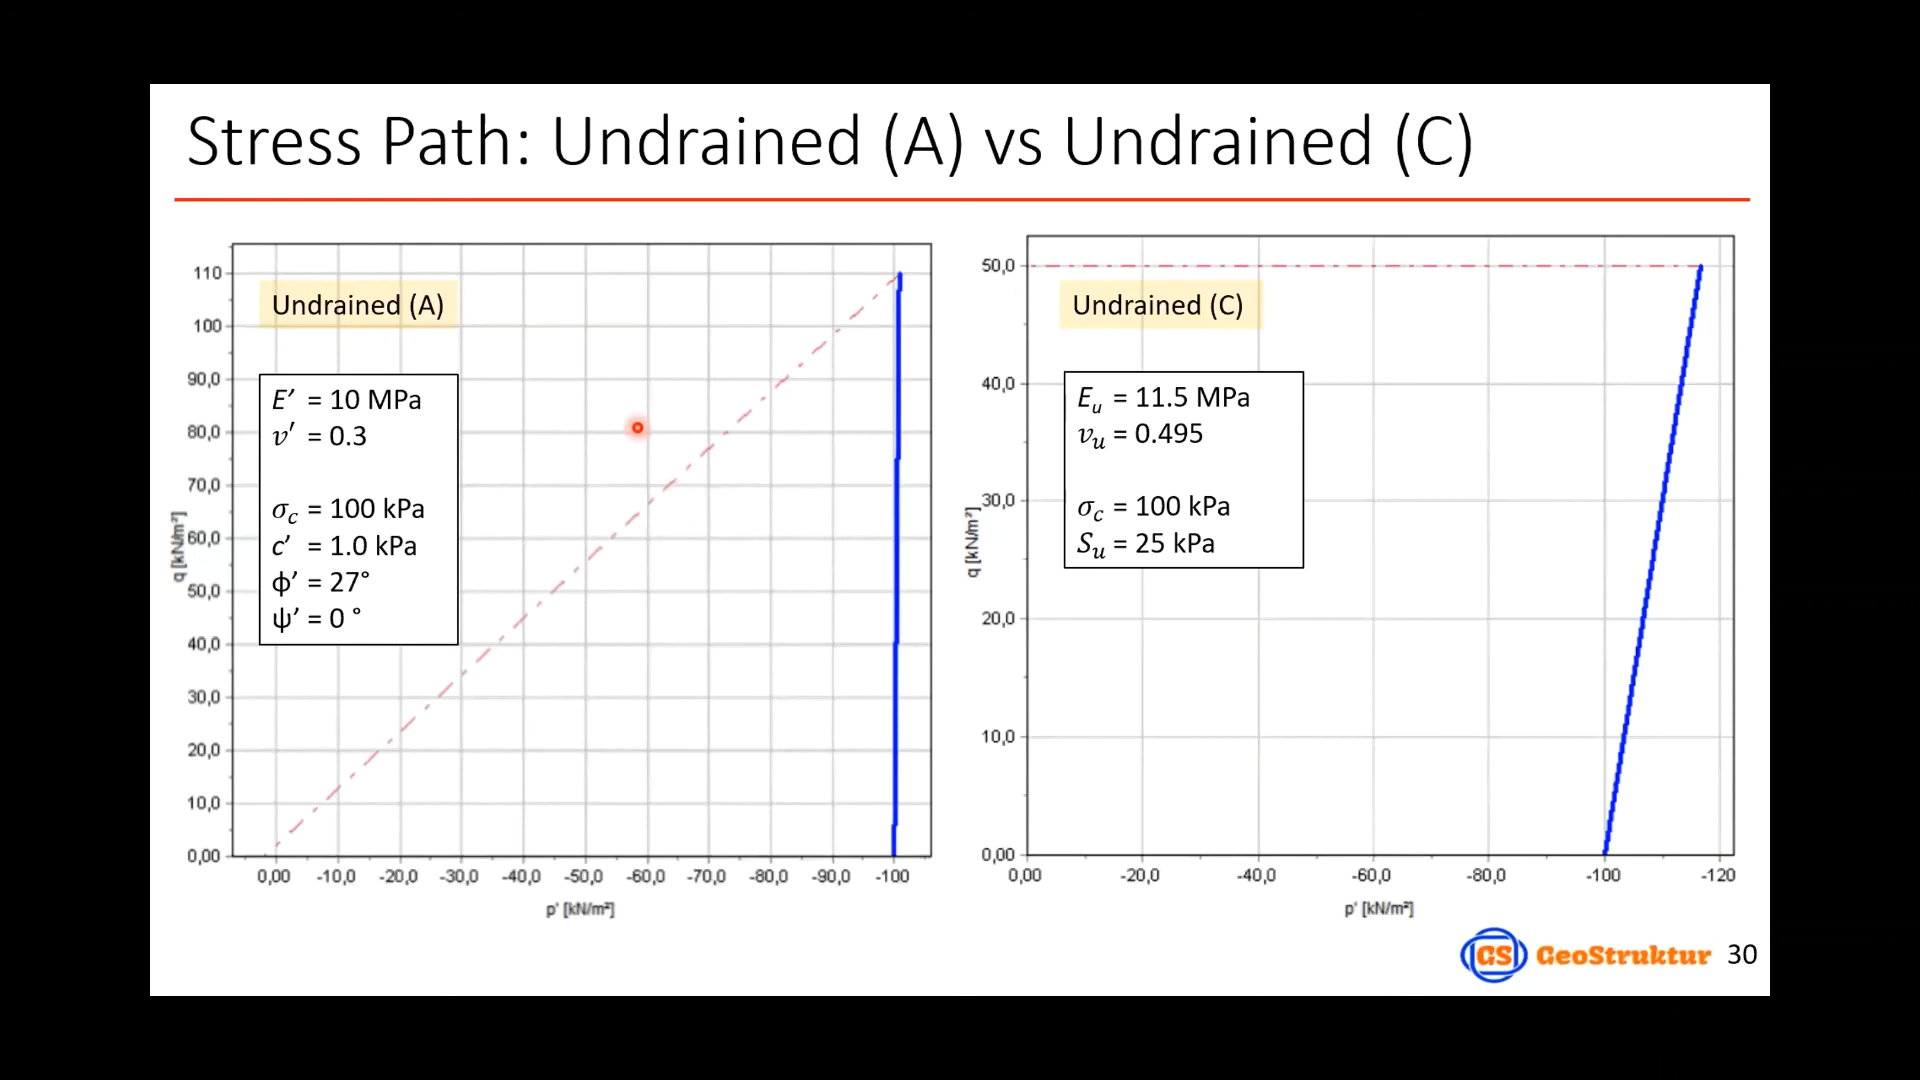 Stress Path: Undrained (A) vs Undrained (C)
110
100
90,0
80,0
70,0
60,0
50,0
40,0
30,0
20,0
10,0
0,00
q [kN/m²]
Undrained (A)
E′ = 10 MPa
ν′ = 0.3
σc = 100 kPa
c′ = 1.0 kPa
ϕ′ = 27°
ψ′ = 0 °
0,00 -10,0 -20,0 -30,0 -40,0 -50,0 -60,0 -70,0 -80,0 -90,0 -100
p' [kN/m²]
50,0
40,0
30,0
20,0
10,0
0,00
q [kN/m²]
Undrained (C)
Eu = 11.5 MPa
νu = 0.495
σc = 100 kPa
Su = 25 kPa
0,00 -20,0 -40,0 -60,0 -80,0 -100 -120
p' [kN/m²]
GS GeoStruktur 30